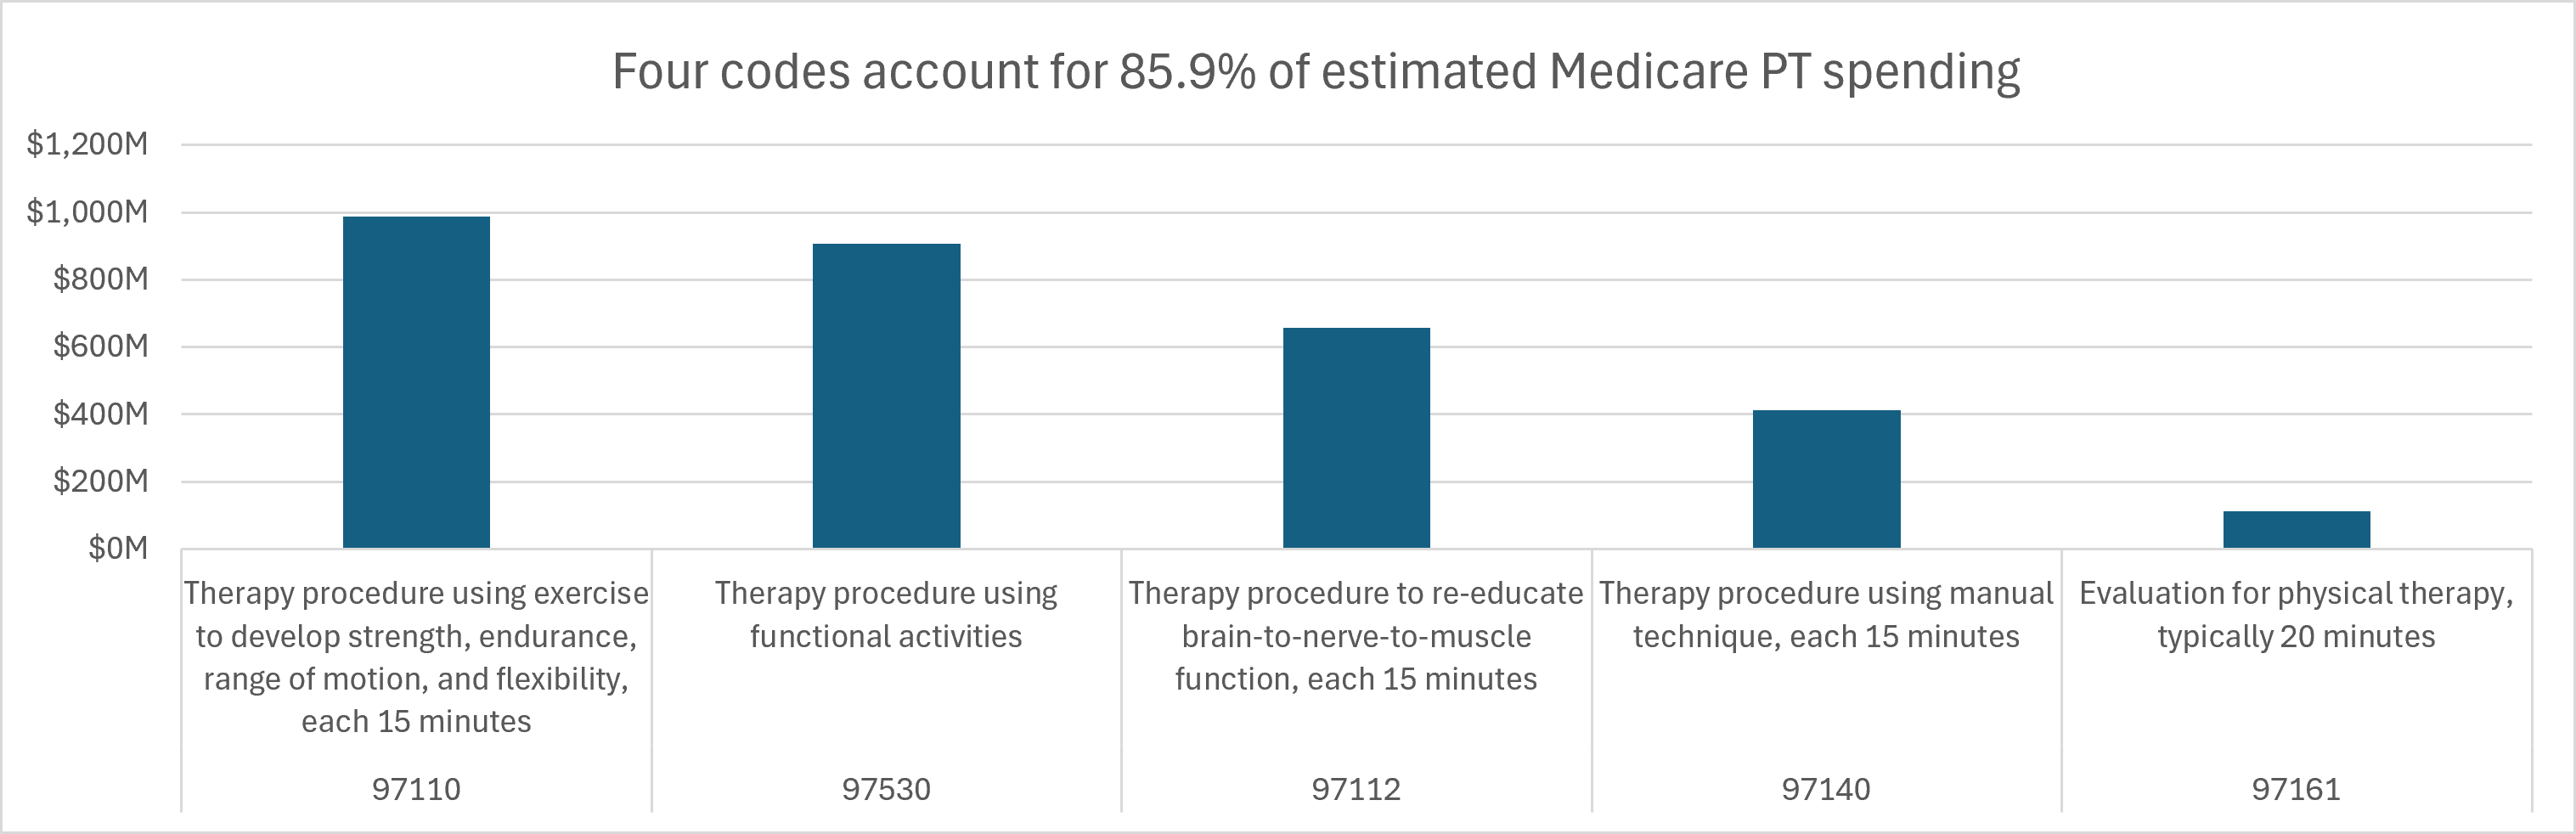 Four codes account for 85.9% of estimated Medicare PT spending
$1,200M
$1,000M
$800M
$600M
$400M
$200M
$0M
Therapy procedure using exercise
to develop strength, endurance,
range of motion, and flexibility,
each 15 minutes
Therapy procedure using
functional activities
Therapy procedure to re-educate
brain-to-nerve-to-muscle
function, each 15 minutes
Therapy procedure using manual
technique, each 15 minutes
Evaluation for physical therapy,
typically 20 minutes
97110
97530
97112
97140
97161